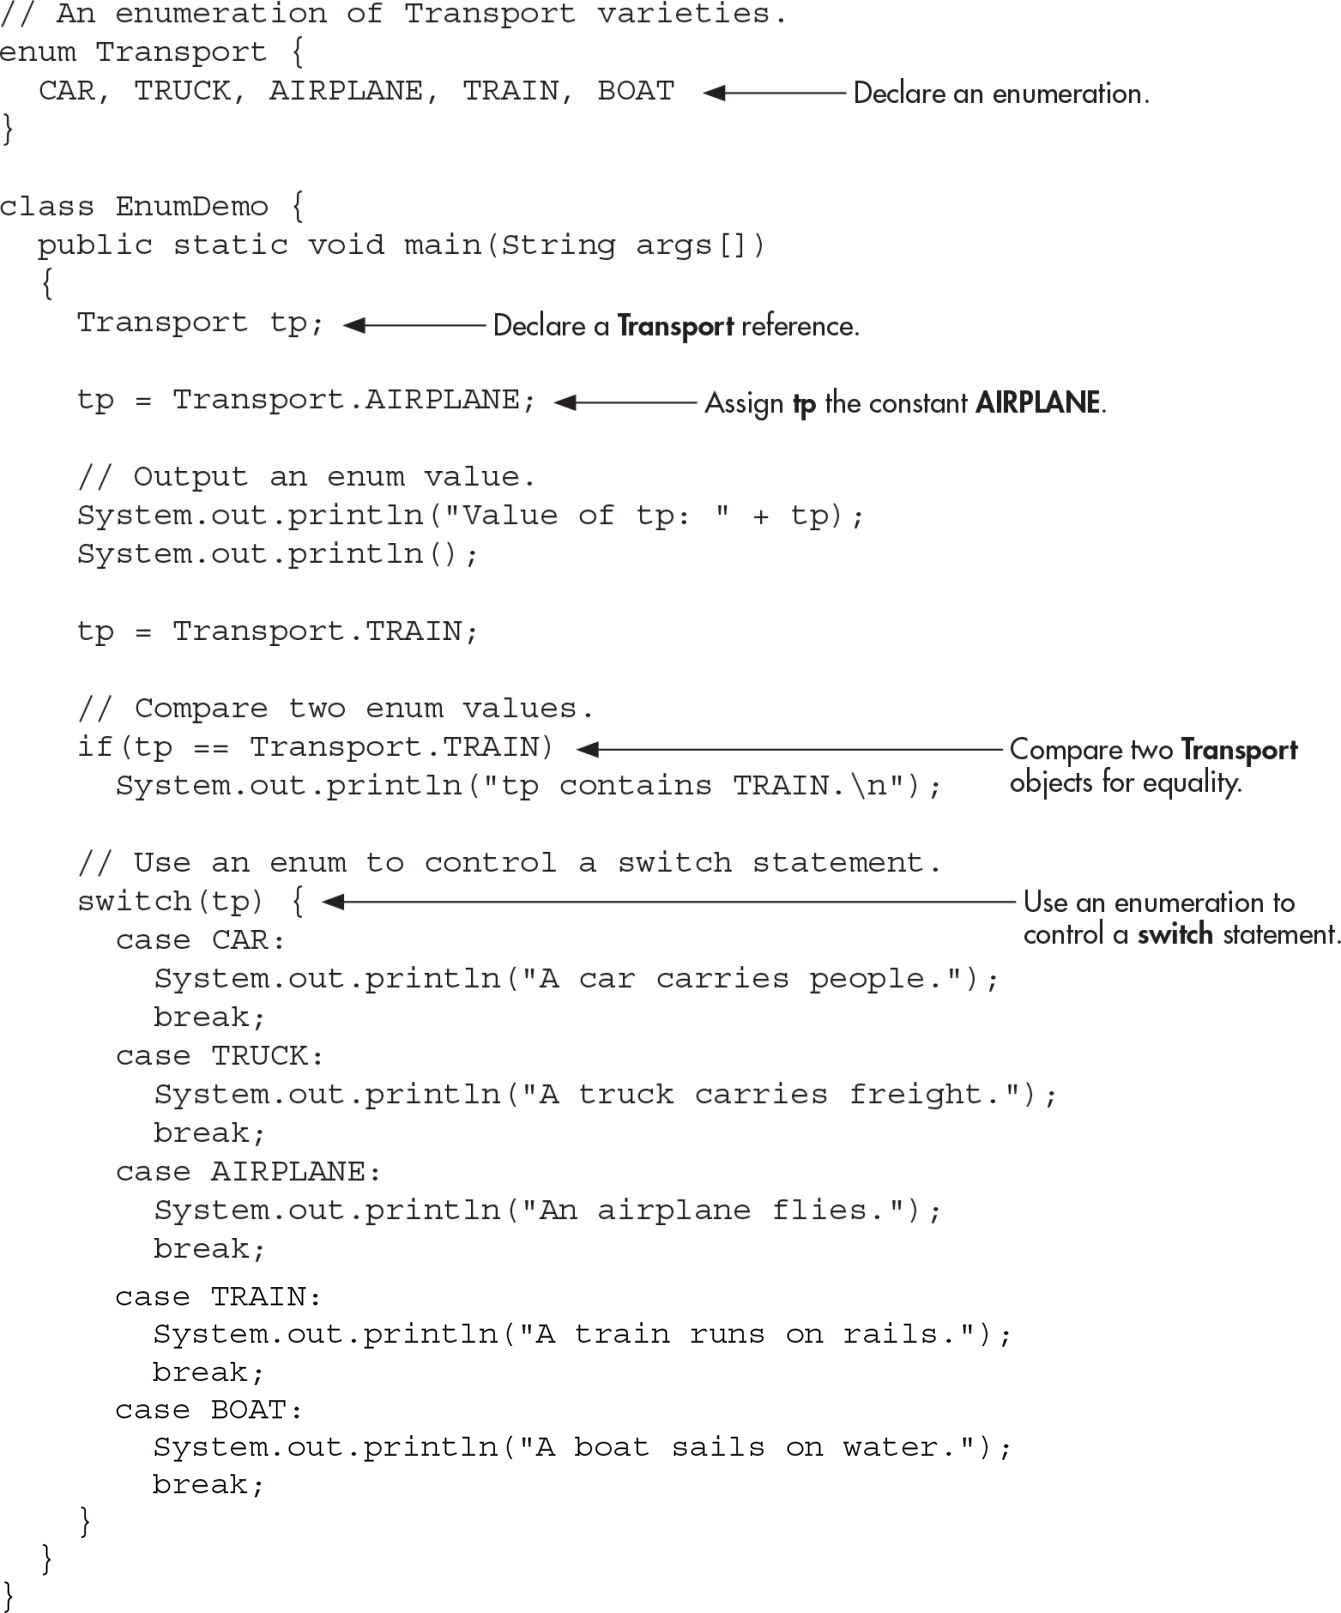 // An enumeration of Transport varieties.
enum Transport {
  CAR, TRUCK, AIRPLANE, TRAIN, BOAT Declare an enumeration.
}

class EnumDemo {
  public static void main(String args[])
  {
    Transport tp; Declare a Transport reference.

    tp = Transport.AIRPLANE; Assign tp the constant AIRPLANE.

    // Output an enum value.
    System.out.println("Value of tp: " + tp);
    System.out.println();

    tp = Transport.TRAIN;

    // Compare two enum values.
    if(tp == Transport.TRAIN) Compare two Transport
      System.out.println("tp contains TRAIN.\n"); objects for equality.

    // Use an enum to control a switch statement.
    switch(tp) { Use an enumeration to
control a switch statement.
      case CAR:
        System.out.println("A car carries people.");
        break;
      case TRUCK:
        System.out.println("A truck carries freight.");
        break;
      case AIRPLANE:
        System.out.println("An airplane flies.");
        break;
      case TRAIN:
        System.out.println("A train runs on rails.");
        break;
      case BOAT:
        System.out.println("A boat sails on water.");
        break;
    }
  }
}